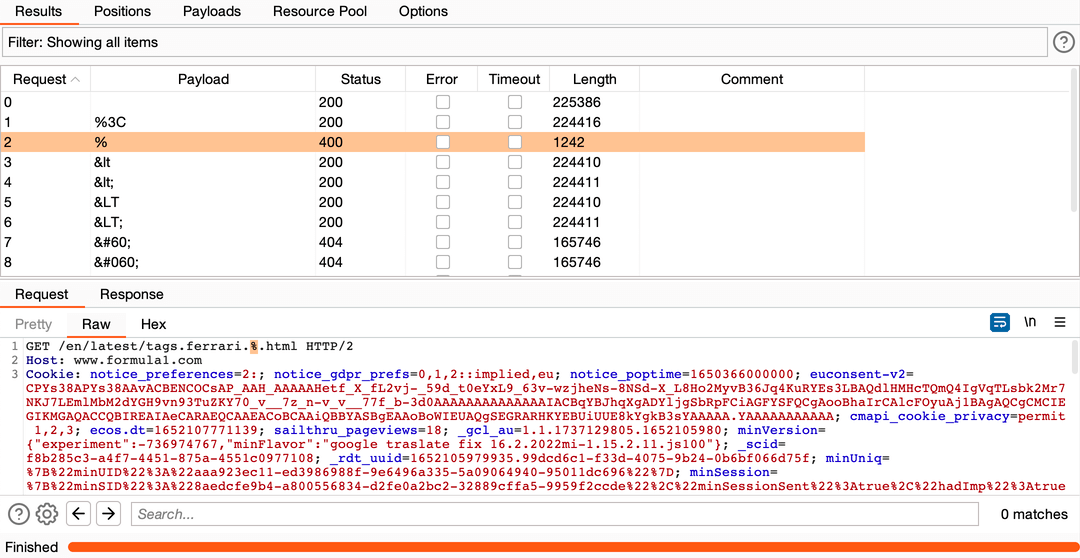 Results Positions Payloads Resource Pool Options
Filter: Showing all items
Request Payload Status Error Timeout Length Comment
0 200 225386
1 %3C 200 224416
2 % 400 1242
3 &lt 200 224410
4 &lt; 200 224411
5 &LT 200 224410
6 &LT; 200 224411
7 &#60; 404 165746
8 &#060; 404 165746
Request Response
Pretty Raw Hex \n
1 GET /en/latest/tags.ferrari.%.html HTTP/2
2 Host: www.formula1.com
3 Cookie: notice_preferences=2:; notice_gdpr_prefs=0,1,2::implied,eu; notice_poptime=1650366000000; euconsent-v2=
CPYs38APYs38AAvACBENCOCsAP_AAH_AAAAAHetf_X_fL2vj-_59d_t0eYxL9_63v-wzjheNs-8NSd-X_L8Ho2MyvB36Jq4KuRYEs3LBAQdlHMHcTQmQ4IgVqTLsbk2Mr7
NKJ7LEmlMbM2dYGH9vn93TuZKY70_v__7z_n-v_v__77f_b-3d0AAAAAAAAAAAAAAIACBqYBJhqXgADYljgSbRpFCiAGFYSFQCgAooBhaIrCAlcFOyuAj1BAgAQCgCMCIE
GIKMGAQACCQBIREAIAeCARAEQCAAEACoBCAAiQBBYASBgEAAoBoWIEUAQgSEGRARHKYEBUiUUE8kYgkB3sYAAAAA.YAAAAAAAAAAA; cmapi_cookie_privacy=permit
1,2,3; ecos.dt=1652107771139; sailthru_pageviews=18; _gcl_au=1.1.1737129805.1652105980; minVersion=
{"experiment":-736974767,"minFlavor":"google traslate fix 16.2.2022mi-1.15.2.11.js100"}; _scid=
f8b285c3-a4f7-4451-875a-4551c0977108; _rdt_uuid=1652105979935.99dcd6c1-f33d-4075-9b24-0b6bf066d75f; minUniq=
%7B%22minUID%22%3A%22aaa923ec11-ed3986988f-9e6496a335-5a09064940-95011dc696%22%7D; minSession=
%7B%22minSID%22%3A%228aedcfe9b4-a800556834-d2fe0a2bc2-32889cffa5-9959f2ccde%22%2C%22minSessionSent%22%3Atrue%2C%22hadImp%22%3Atrue
Search... 0 matches
Finished